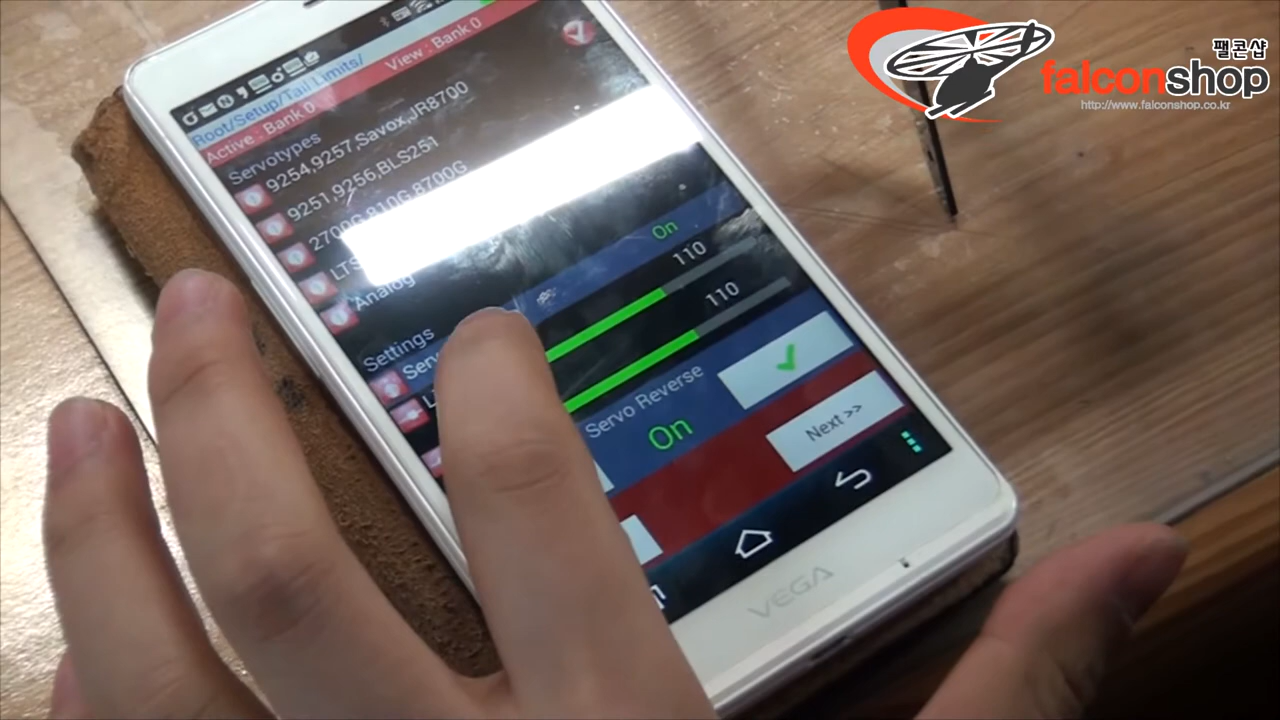 팰콘샵
falconshop
http://www.falconshop.co.kr
Root/Setup/Tail Limits/
Active : Bank 0 View : Bank 0
Servotypes
9254,9257,Savox,JR8700
9251,9256,BLS251
2700G,810G,8700G
Analog
Settings
On
110
110
Servo Reverse
On
Next >>
VEGA